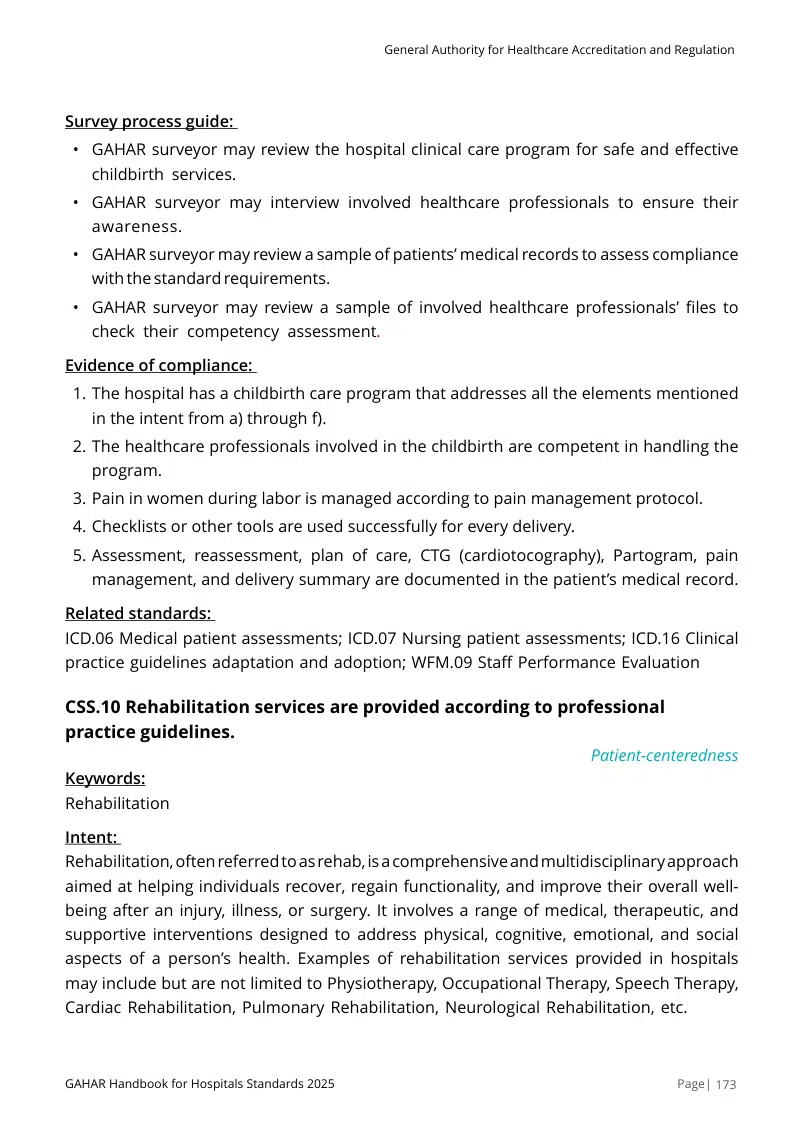 General Authority for Healthcare Accreditation and Regulation
Survey process guide:
• GAHAR surveyor may review the hospital clinical care program for safe and effective
childbirth services.
• GAHAR surveyor may interview involved healthcare professionals to ensure their
awareness.
• GAHAR surveyor may review a sample of patients’ medical records to assess compliance
with the standard requirements.
• GAHAR surveyor may review a sample of involved healthcare professionals’ files to
check their competency assessment.
Evidence of compliance:
1. The hospital has a childbirth care program that addresses all the elements mentioned
in the intent from a) through f).
2. The healthcare professionals involved in the childbirth are competent in handling the
program.
3. Pain in women during labor is managed according to pain management protocol.
4. Checklists or other tools are used successfully for every delivery.
5. Assessment, reassessment, plan of care, CTG (cardiotocography), Partogram, pain
management, and delivery summary are documented in the patient’s medical record.
Related standards:
ICD.06 Medical patient assessments; ICD.07 Nursing patient assessments; ICD.16 Clinical
practice guidelines adaptation and adoption; WFM.09 Staff Performance Evaluation
CSS.10 Rehabilitation services are provided according to professional
practice guidelines.
Patient-centeredness
Keywords:
Rehabilitation
Intent:
Rehabilitation, often referred to as rehab, is a comprehensive and multidisciplinary approach
aimed at helping individuals recover, regain functionality, and improve their overall well-
being after an injury, illness, or surgery. It involves a range of medical, therapeutic, and
supportive interventions designed to address physical, cognitive, emotional, and social
aspects of a person’s health. Examples of rehabilitation services provided in hospitals
may include but are not limited to Physiotherapy, Occupational Therapy, Speech Therapy,
Cardiac Rehabilitation, Pulmonary Rehabilitation, Neurological Rehabilitation, etc.
GAHAR Handbook for Hospitals Standards 2025
Page| 173